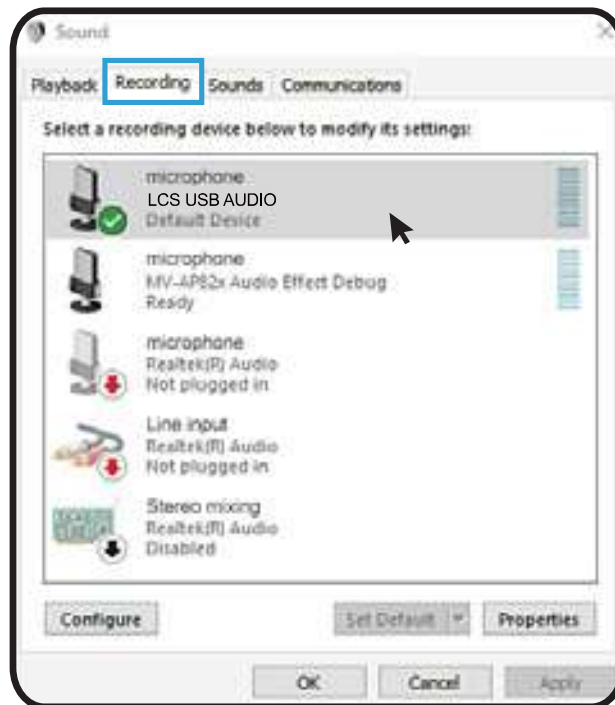 Sound
Playback Recording Sounds Communications
Select a recording device below to modify its settings:
microphone
LCS USB AUDIO
Default Device
microphone
MV-AP82x Audio Effect Debug
Ready
microphone
Realtek(R) Audio
Not plugged in
Line input
Realtek(R) Audio
Not plugged in
Stereo mixing
Realtek(R) Audio
Disabled
Configure Set Default Properties
OK Cancel Apply